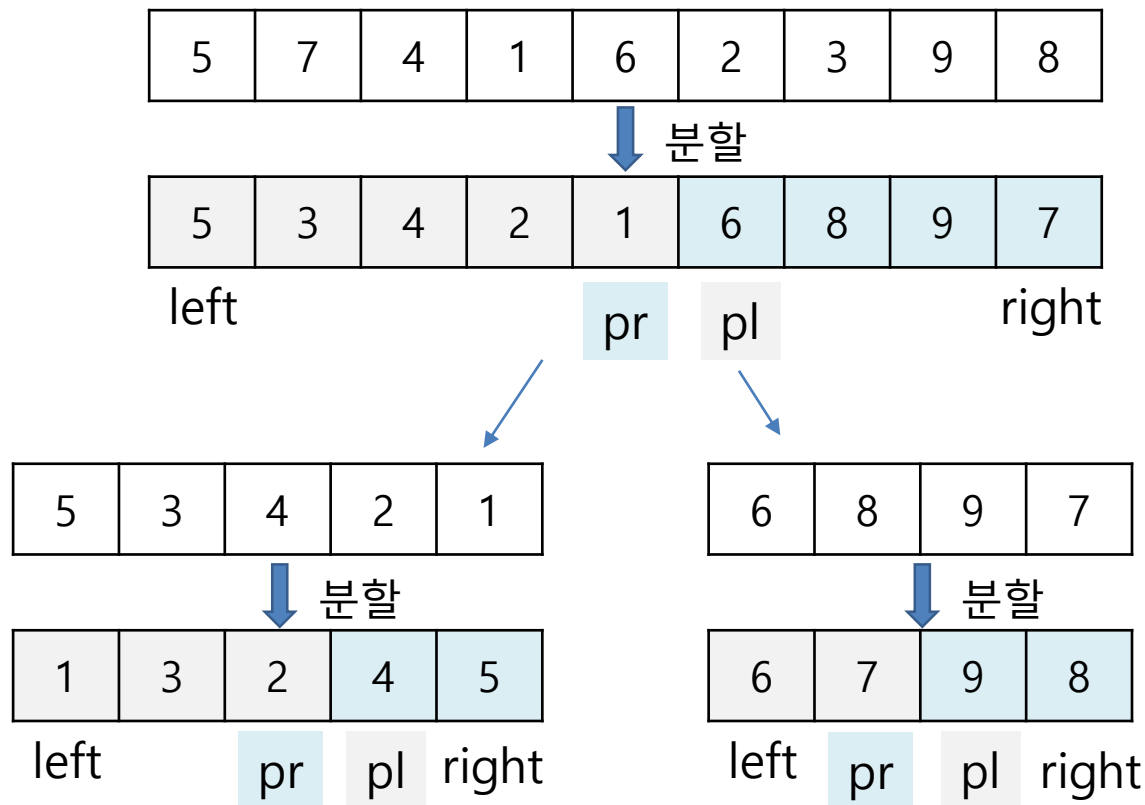 5 7 4 1 6 2 3 9 8
분할
5 3 4 2 1 6 8 9 7
left pr pl right
5 3 4 2 1
6 8 9 7
분할
분할
1 3 2 4 5
6 7 9 8
left pr pl right
left pr pl right